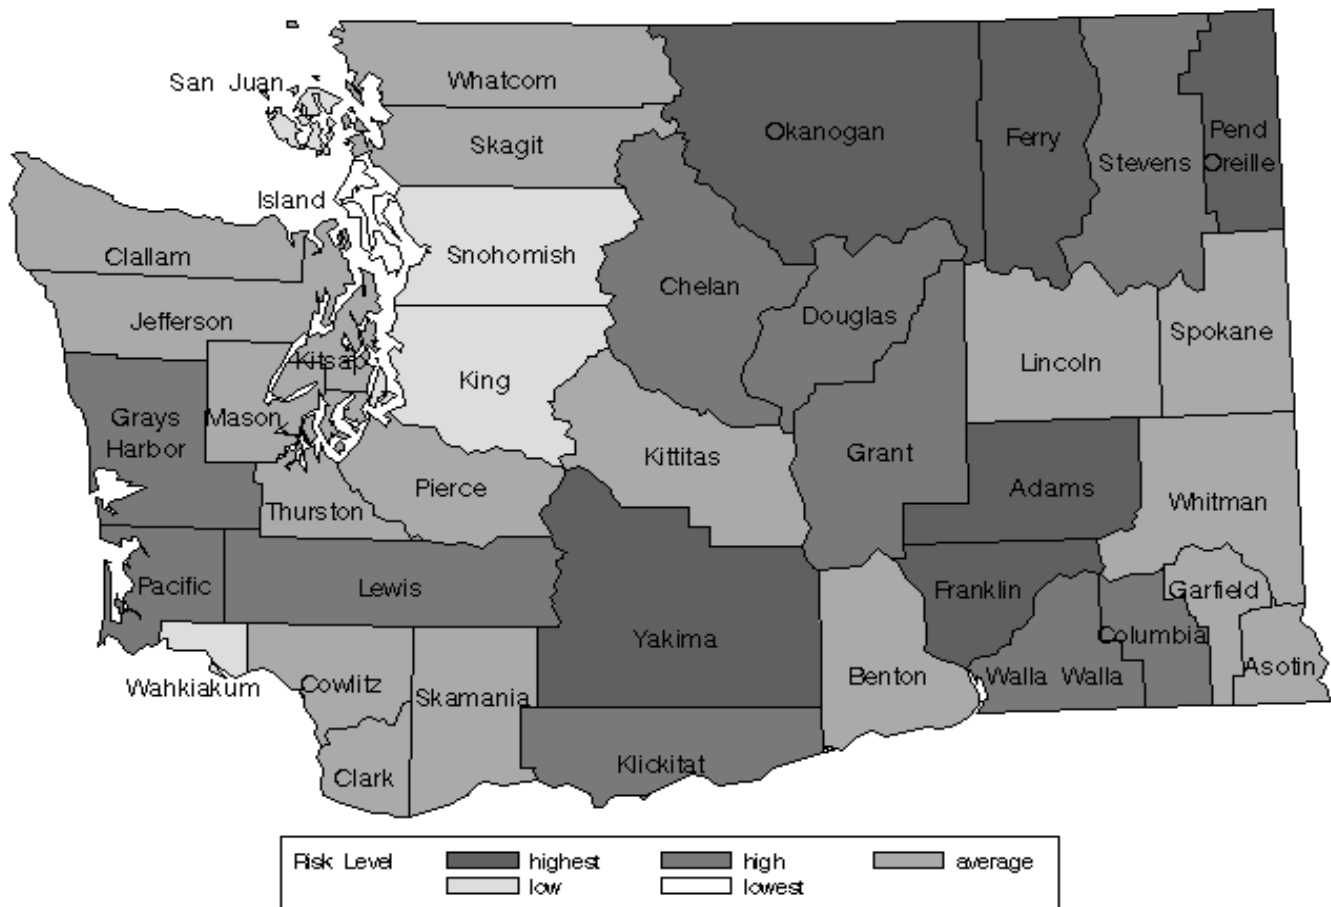 San Juan
Whatcom
Okanogan
Ferry
Pend
Oreille
Skagit
Stevens
Island
Clallam
Snohomish
Chelan
Jefferson
Douglas
Spokane
Kitsap
King
Lincoln
Grays
Harbor
Mason
Kittitas
Grant
Pierce
Adams
Thurston
Whitman
Pacific
Lewis
Franklin
Garfield
Yakima
Columbia
Wahkiakum
Cowlitz
Skamania
Benton
Walla Walla
Asotin
Clark
Klickitat
Risk Level highest high average
low lowest